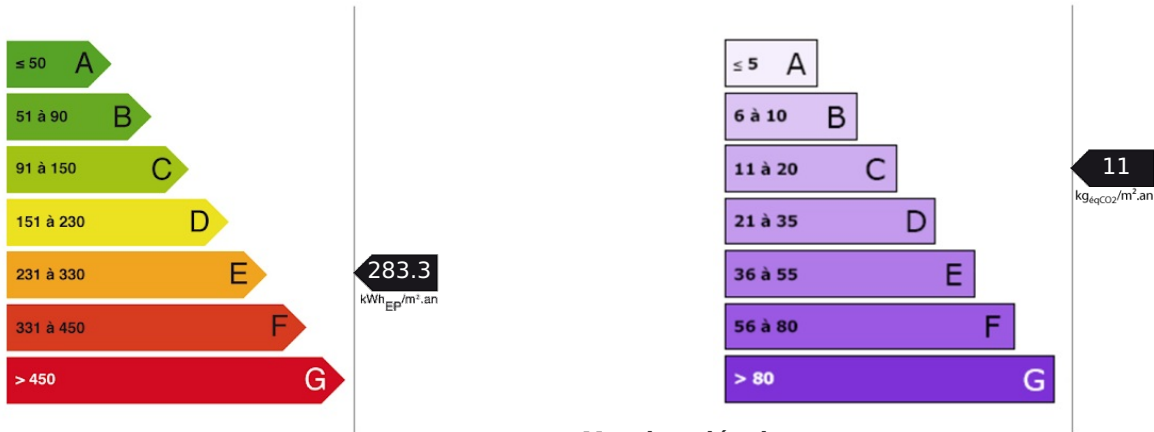 ≤ 50 A
51 à 90 B
91 à 150 C
151 à 230 D
231 à 330 E
331 à 450 F
> 450 G
283.3
kWhEP/m².an
≤ 5 A
6 à 10 B
11 à 20 C
21 à 35 D
36 à 55 E
56 à 80 F
> 80 G
11
kgéqCO2/m².an